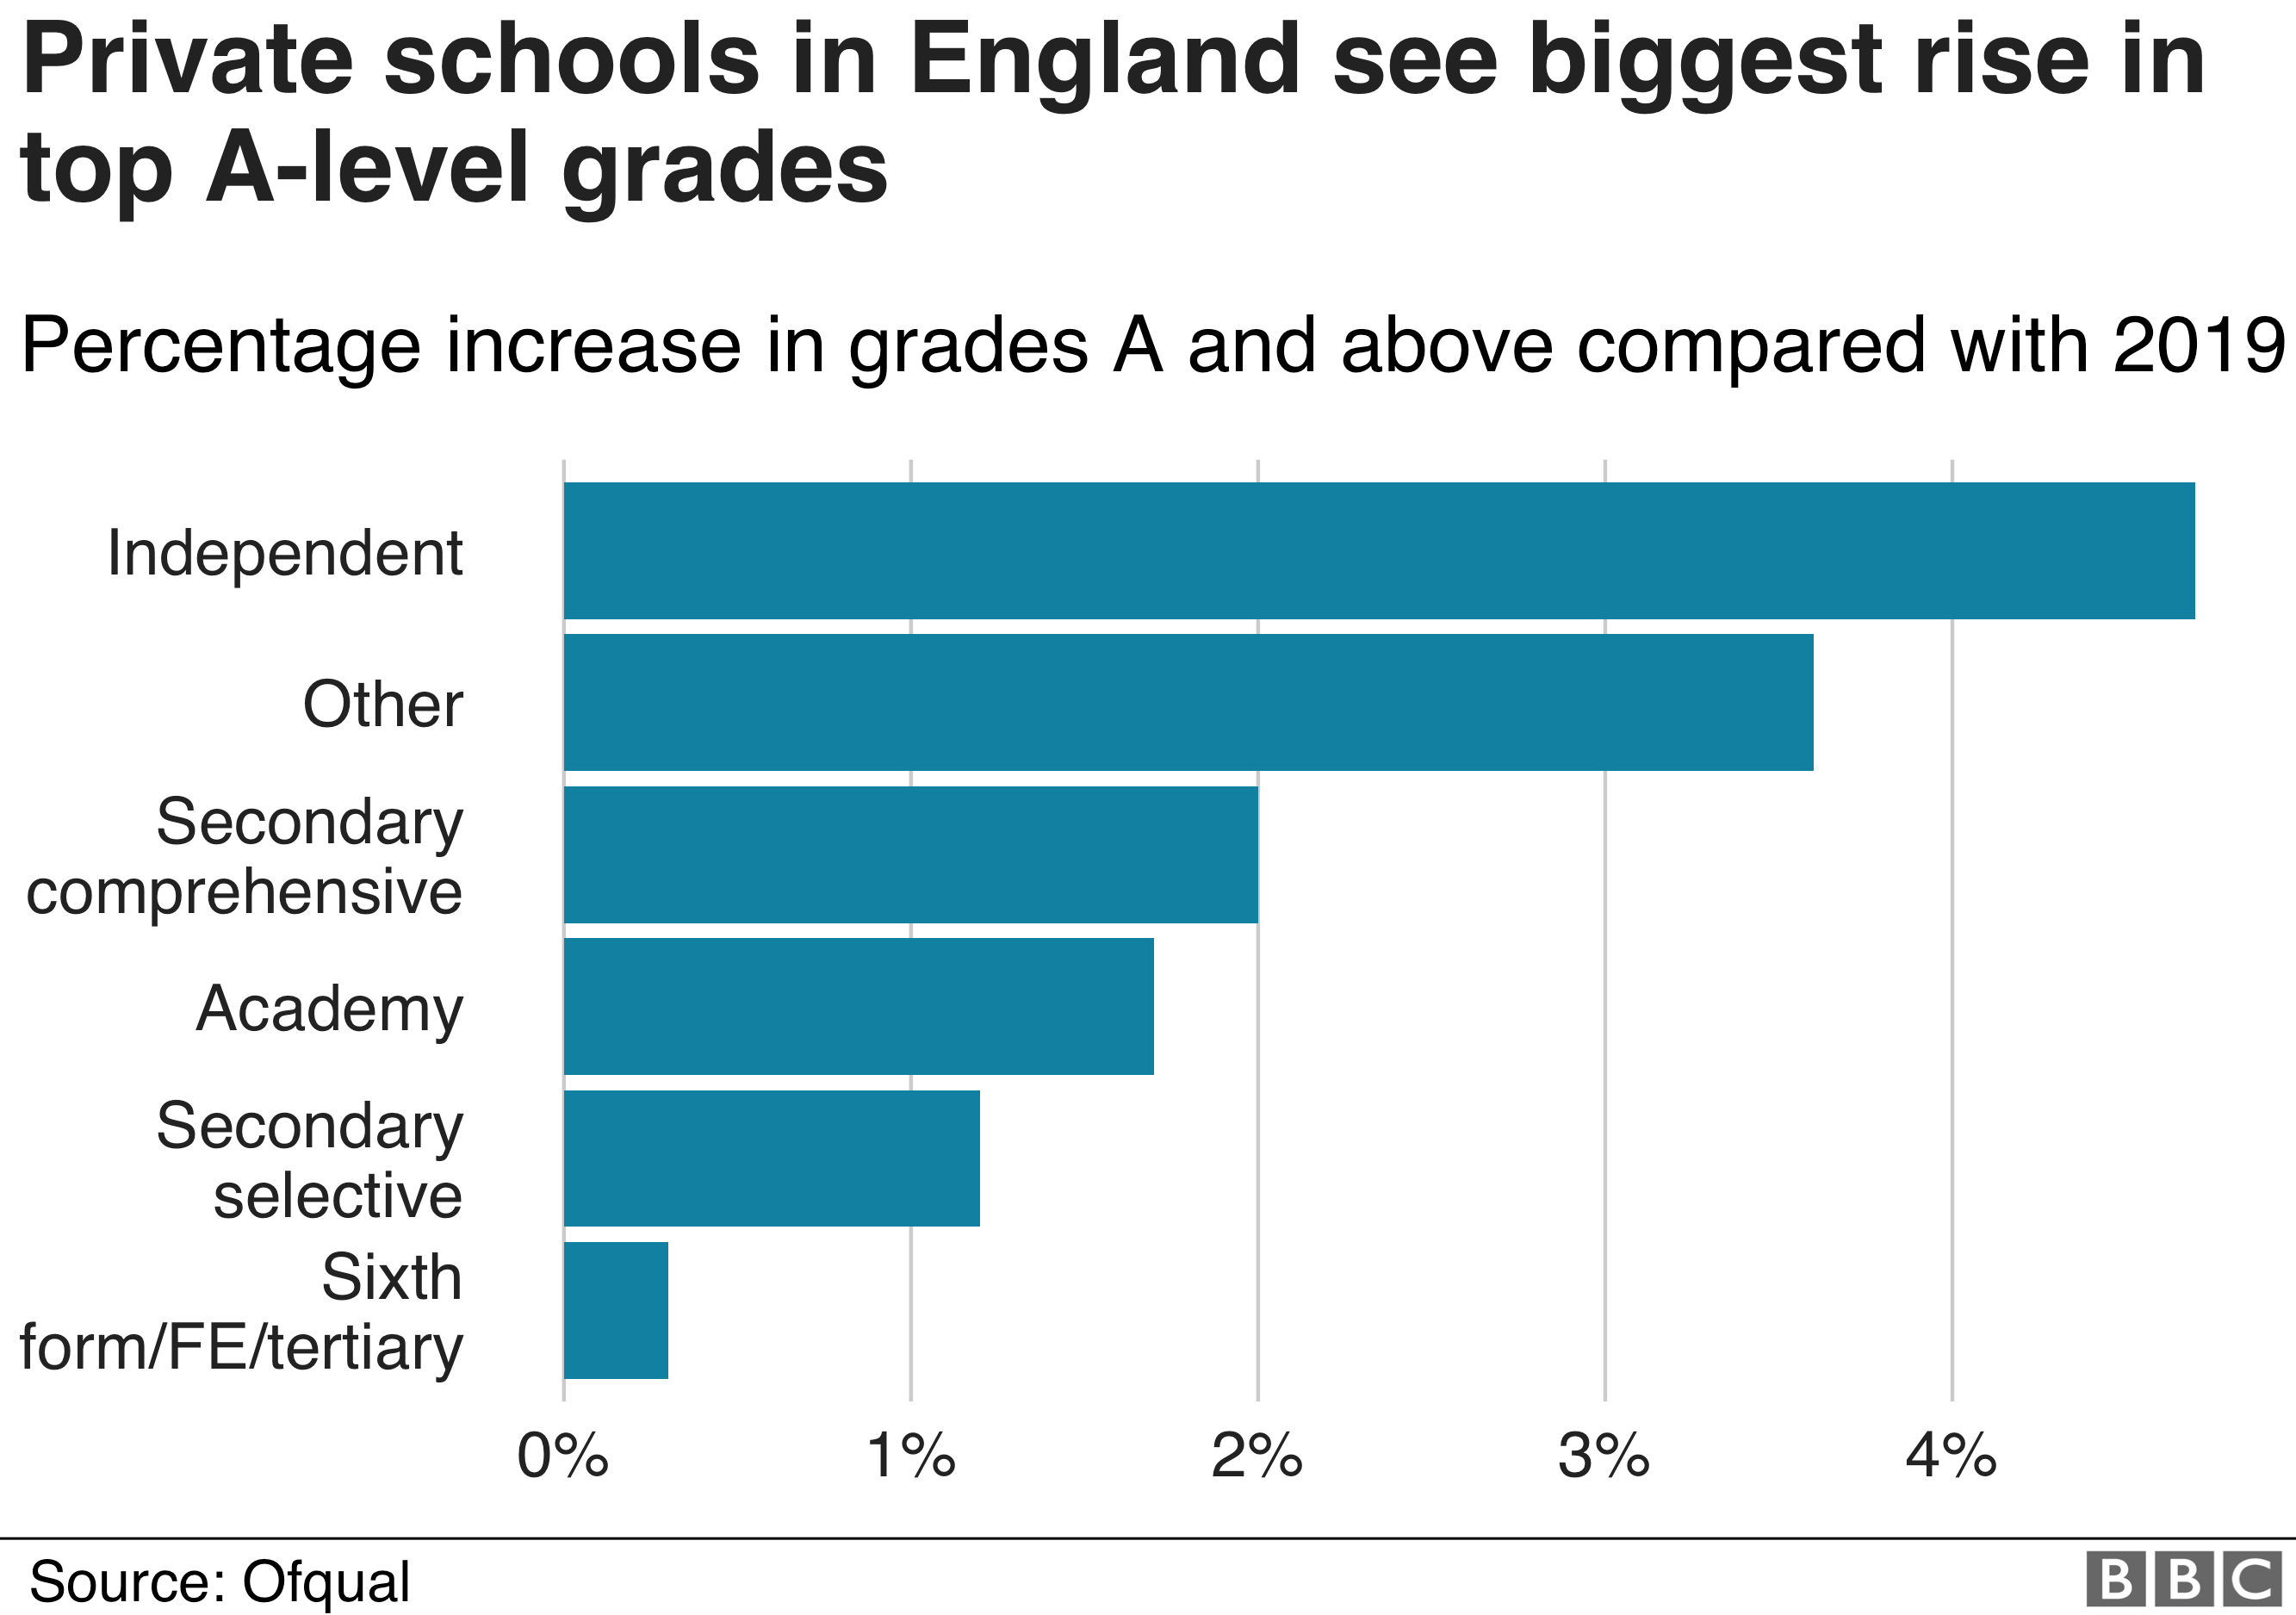 Private schools in England see biggest rise in
top A-level grades
Percentage increase in grades A and above compared with 2019
Independent
Other
Secondary
comprehensive
Academy
Secondary
selective
Sixth
form/FE/tertiary
0% 1% 2% 3% 4%
Source: Ofqual
BBC